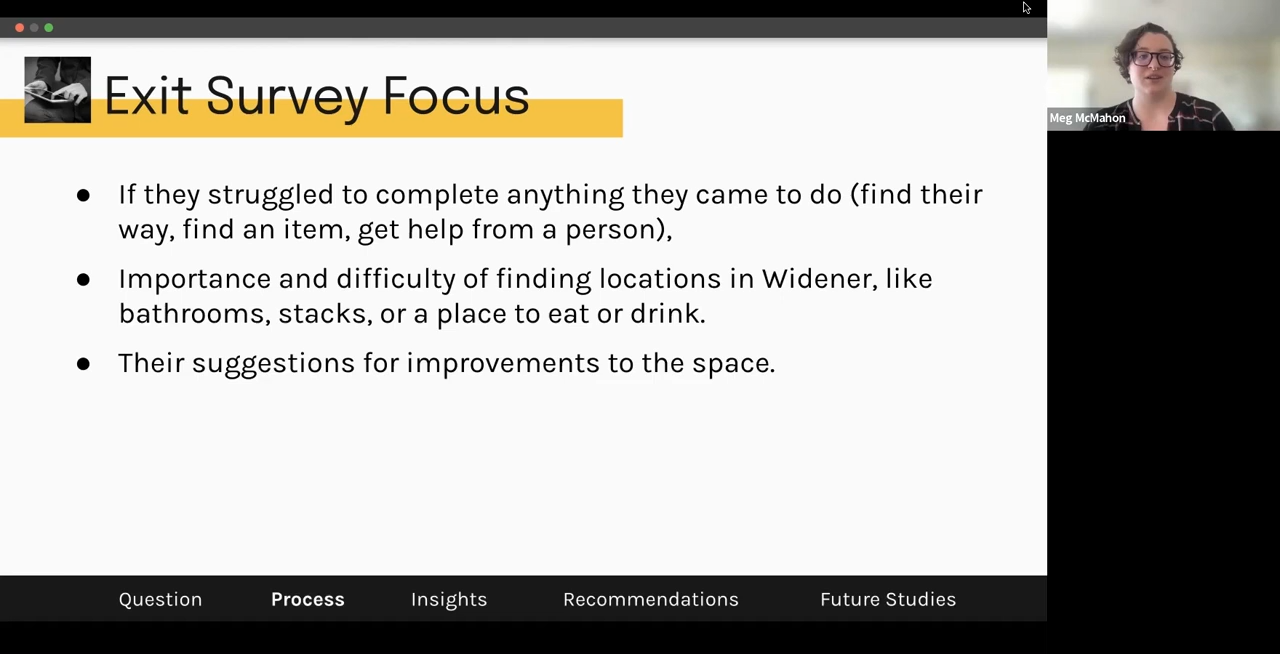 Exit Survey Focus
Meg McMahon
● If they struggled to complete anything they came to do (find their
way, find an item, get help from a person),
● Importance and difficulty of finding locations in Widener, like
bathrooms, stacks, or a place to eat or drink.
● Their suggestions for improvements to the space.
Question Process Insights Recommendations Future Studies